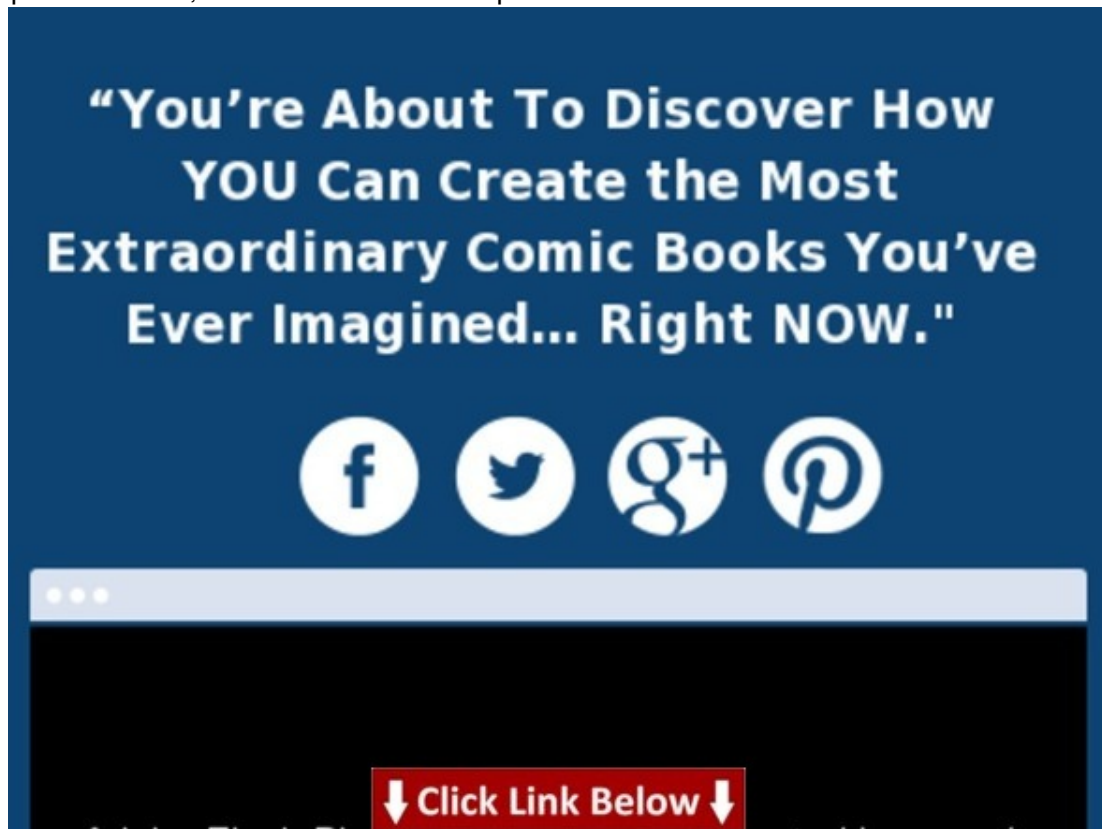 “You’re About To Discover How
YOU Can Create the Most
Extraordinary Comic Books You’ve
Ever Imagined... Right NOW."
Click Link Below